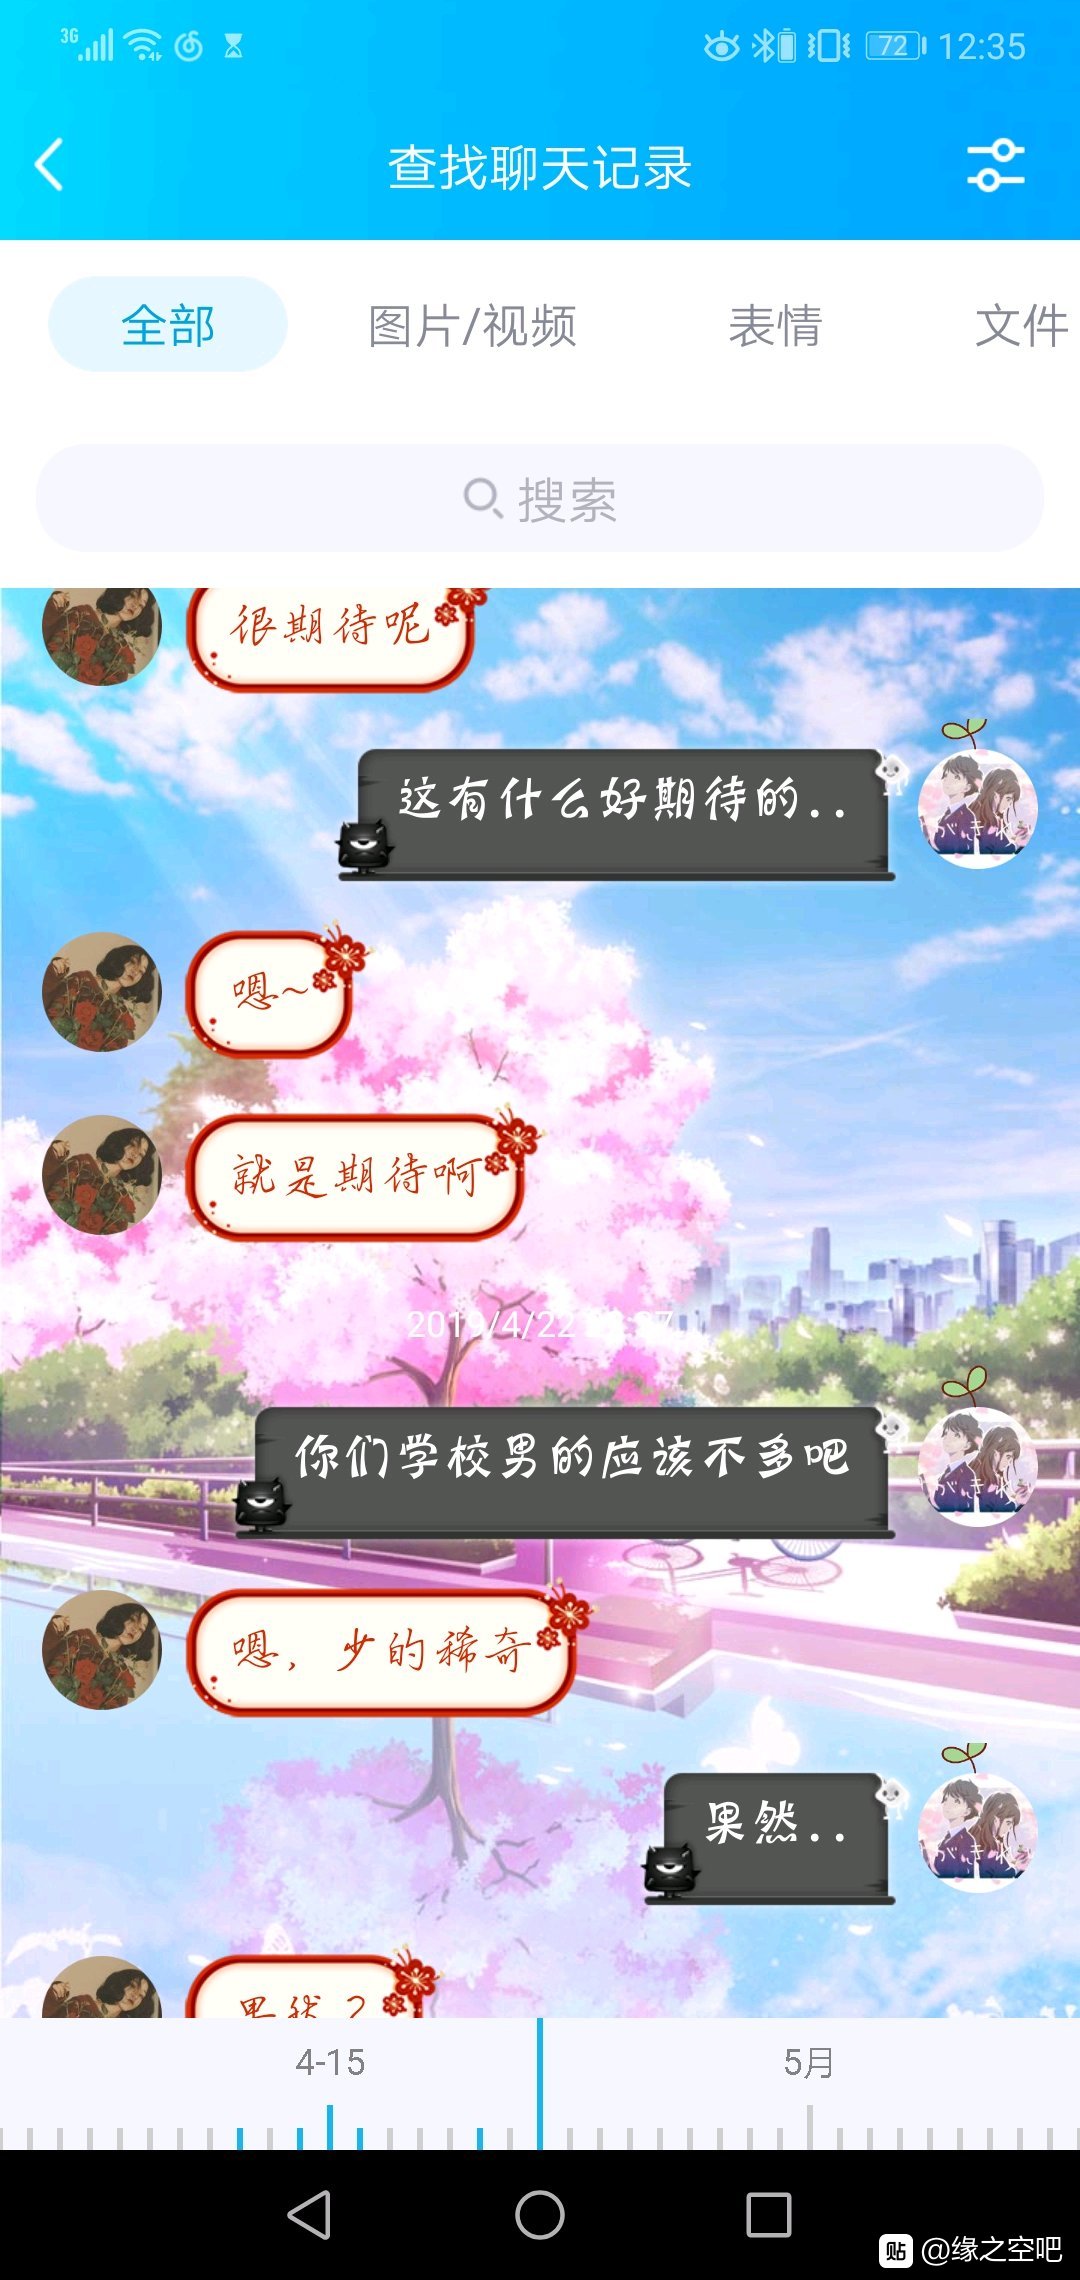 3G
72
12:35
查找聊天记录
全部
图片/视频
表情
文件
搜索
很期待呢
这有什么好期待的..
嗯~
就是期待啊
2019/4/22
你们学校男的应该不多吧
嗯，少的稀奇
果然..
果然？
4-15
5月
贴 @缘之空吧